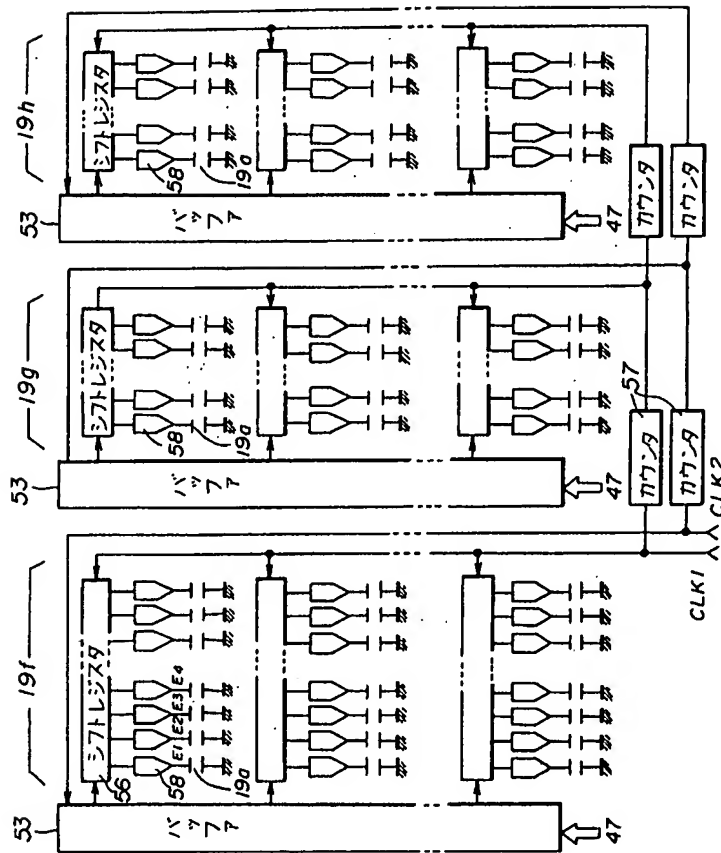 19f
19g
19h
53
53
53
シフトレジスタ
シフトレジスタ
シフトレジスタ
56
58
58
58
E1 E2 E3 E4
19a
19a
19a
バッファ
バッファ
バッファ
47
47
47
カウンタ
カウンタ
カウンタ
カウンタ
57
CLK1
CLK2